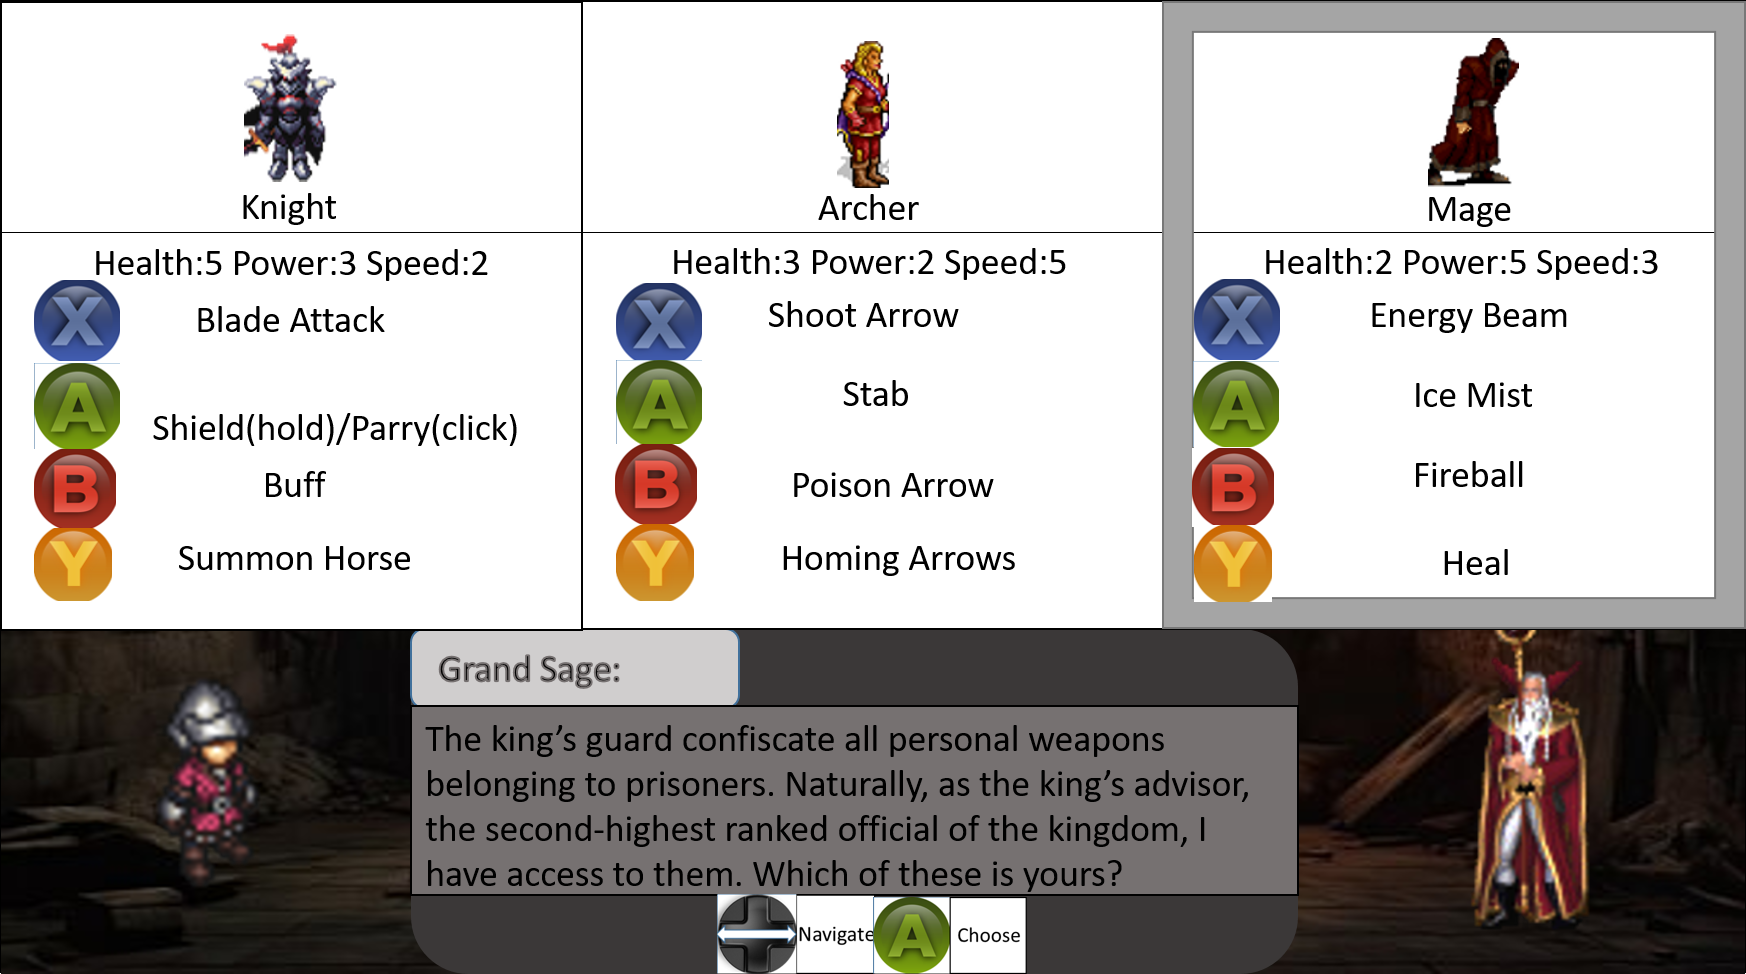 Knight
Archer
Mage
Health:5 Power:3 Speed:2
X Blade Attack
A Shield(hold)/Parry(click)
B Buff
Y Summon Horse
Health:3 Power:2 Speed:5
X Shoot Arrow
A Stab
B Poison Arrow
Y Homing Arrows
Health:2 Power:5 Speed:3
X Energy Beam
A Ice Mist
B Fireball
Y Heal
Grand Sage:
The king’s guard confiscate all personal weapons
belonging to prisoners. Naturally, as the king’s advisor,
the second-highest ranked official of the kingdom, I
have access to them. Which of these is yours?
Navigate A Choose